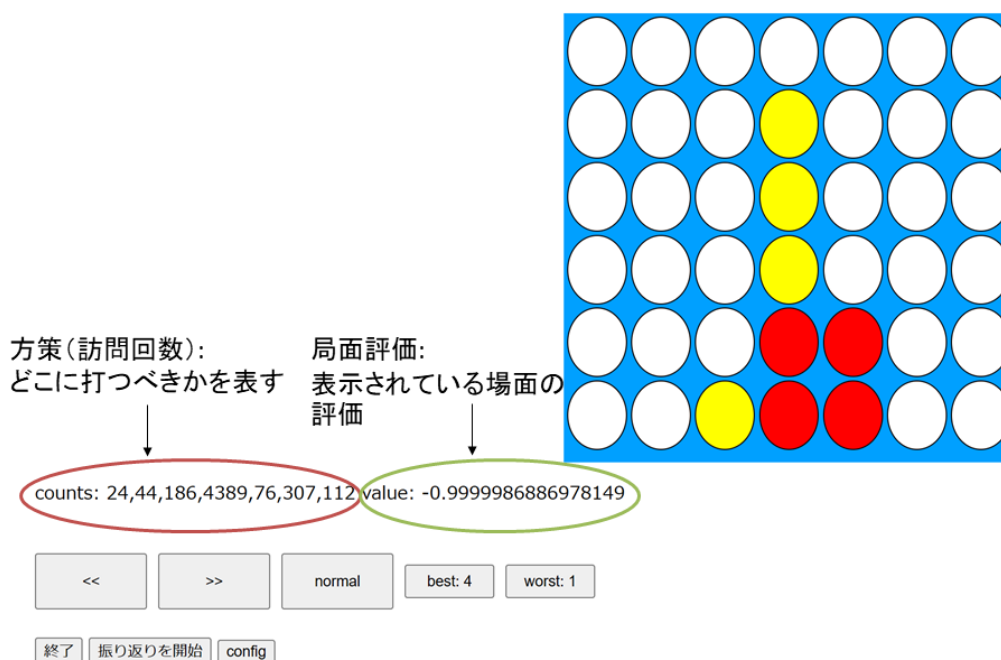 方策(訪問回数):
どこに打つべきかを表す
局面評価:
表示されている場面の
評価
counts: 24,44,186,4389,76,307,112 value: -0.9999986886978149
<<
>>
normal
best: 4
worst: 1
終了
振り返りを開始
config